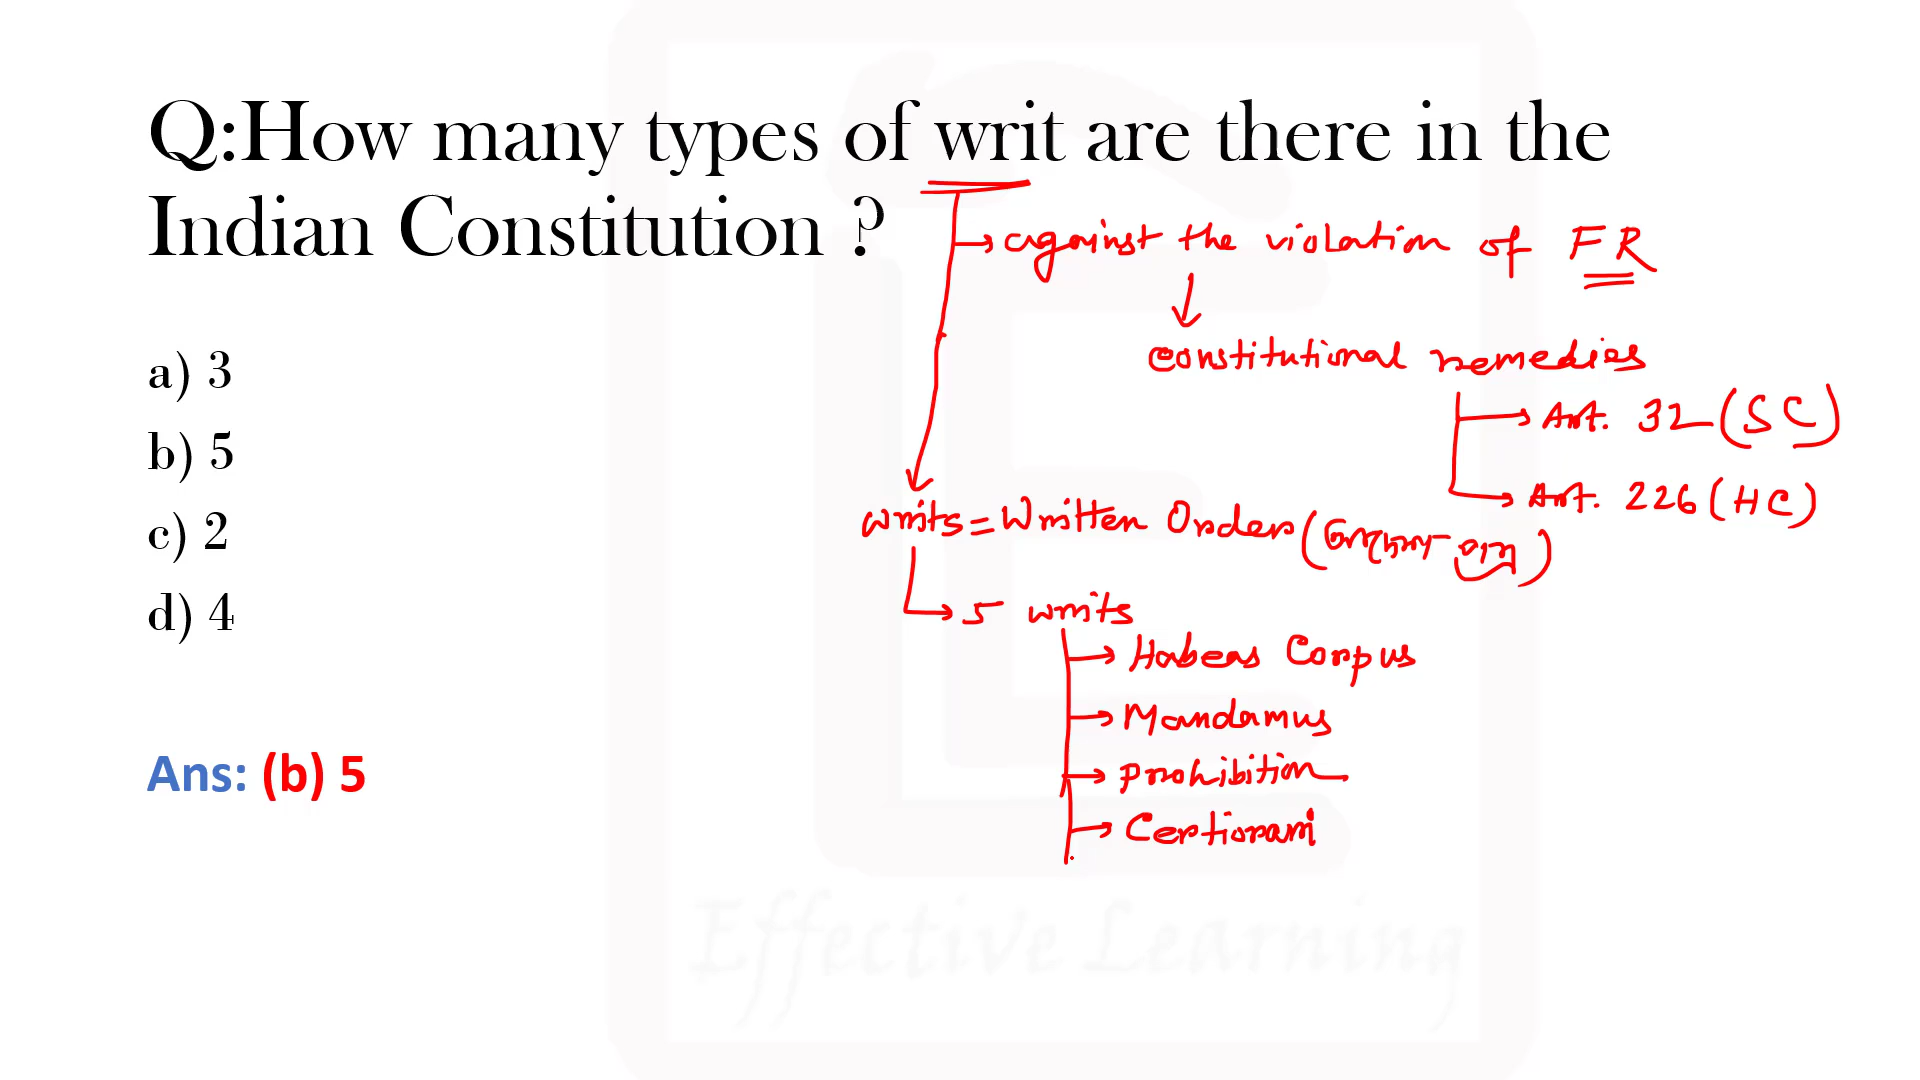 Q:How many types of writ are there in the
Indian Constitution ?
against the violation of FR
constitutional remedies
a) 3
Art. 32 (SC)
b) 5
Art. 226 (HC)
writs = Written Orders
c) 2
5 writs
d) 4
Habeas Corpus
Mandamus
Prohibition
Ans: (b) 5
Certiorari
Effective Learning